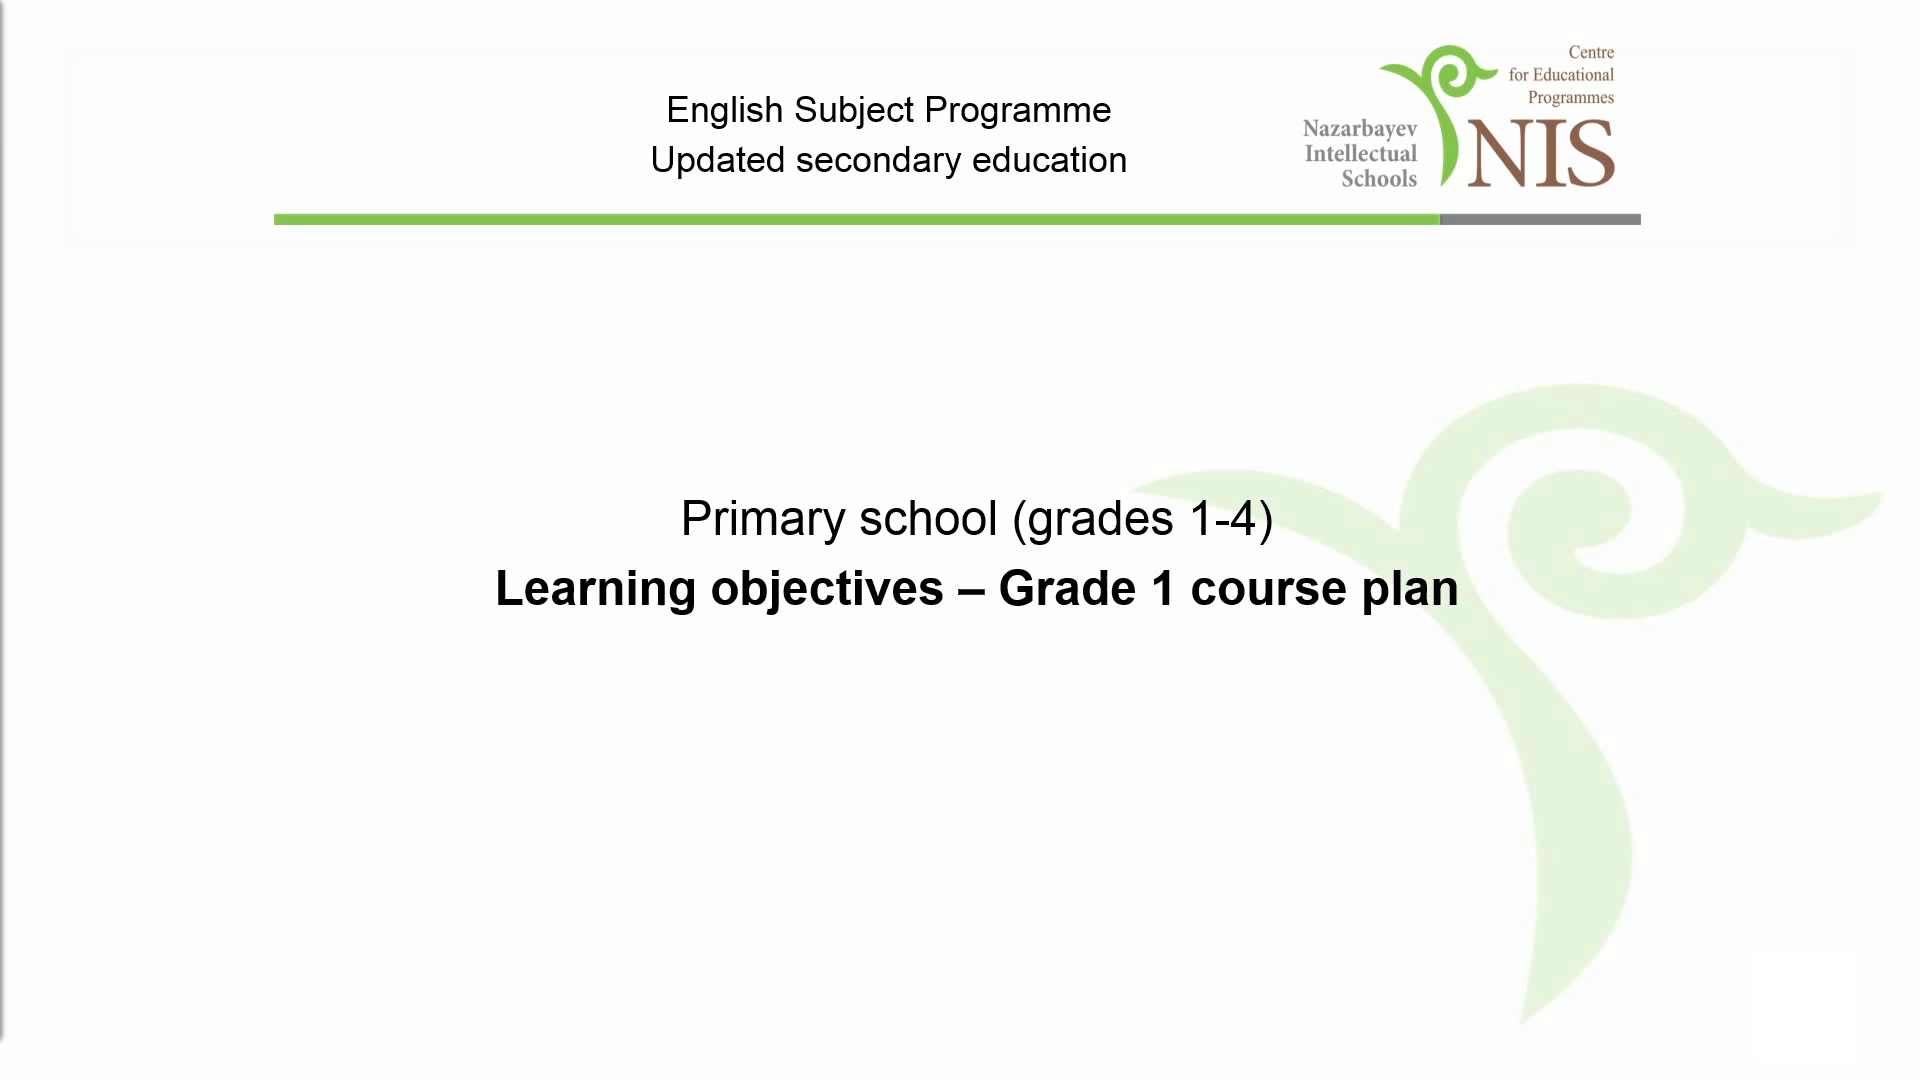 English Subject Programme
Updated secondary education
Centre
for Educational
Programmes
Nazarbayev
Intellectual
Schools
NIS
Primary school (grades 1-4)
Learning objectives – Grade 1 course plan